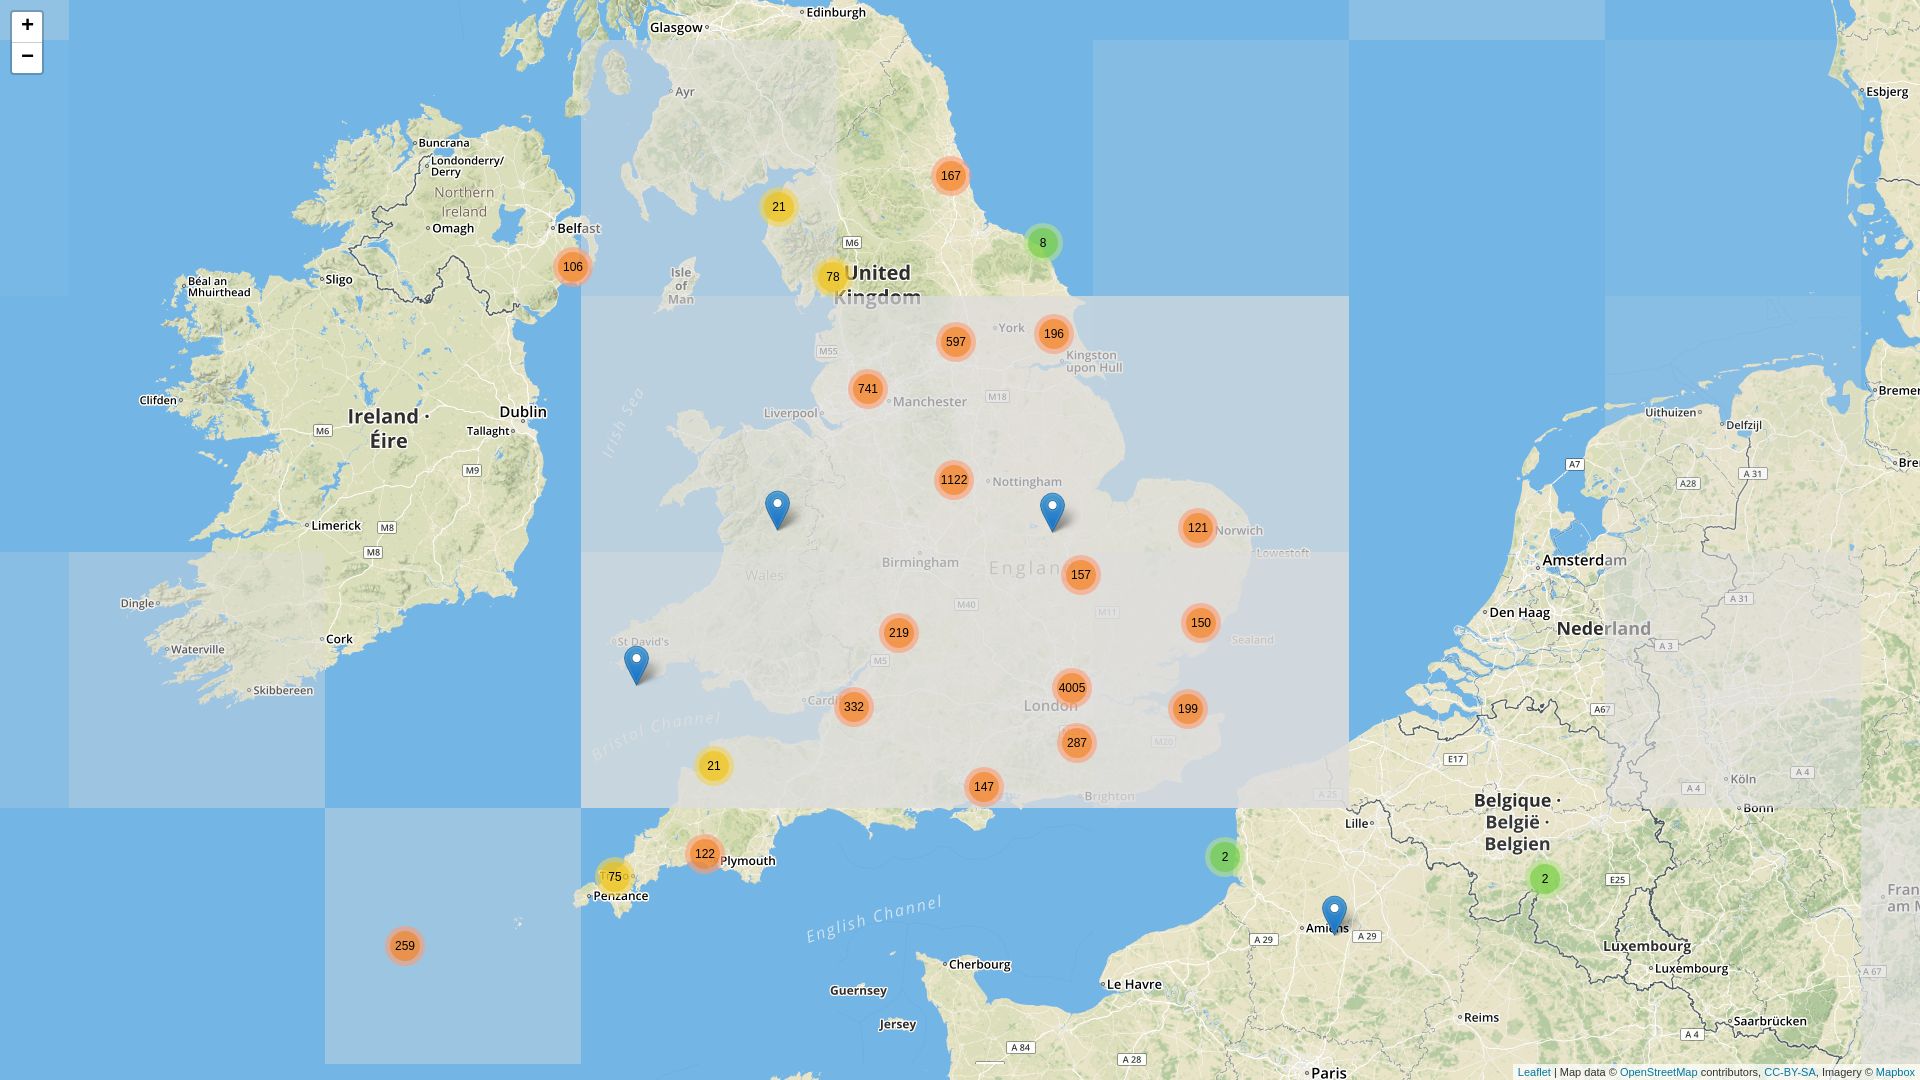 +
−
Edinburgh
Glasgow
Ayr
Esbjerg
Buncrana
Londonderry/
Derry
Northern
Ireland
Omagh
Belfast
167
21
8
M6
106
78
United
Kingdom
Isle
of
Man
Sligo
Béal an
Mhuirthead
York
196
597
M55
Kingston
upon Hull
741
Manchester
M18
Liverpool
Irish Sea
Clifden
Ireland ·
Éire
Dublin
Tallaght
M6
M9
Uithuizen
Delfzijl
A7
A 31
A28
1122
Nottingham
Limerick
M8
M8
121
Norwich
Lowestoft
Birmingham
Wales
157
Amsterdam
Dingle
M40
M11
A 31
Den Haag
Nederland
Cork
219
150
Sealand
St David's
Waterville
M5
A 3
Skibbereen
4005
London
332
199
A67
Bristol Channel
287
M20
E17
21
147
Brighton
A 25
Köln
A 4
A 4
Bonn
Belgique ·
België ·
Belgien
Lille
122
Plymouth
2
75
Penzance
2
E25
English Channel
259
Amiens
A 29
A 29
Luxembourg
Luxembourg
Cherbourg
A 67
Guernsey
Le Havre
Jersey
Reims
Saarbrücken
A 84
A 28
A 4
Paris
Leaflet | Map data © OpenStreetMap contributors, CC-BY-SA, Imagery © Mapbox